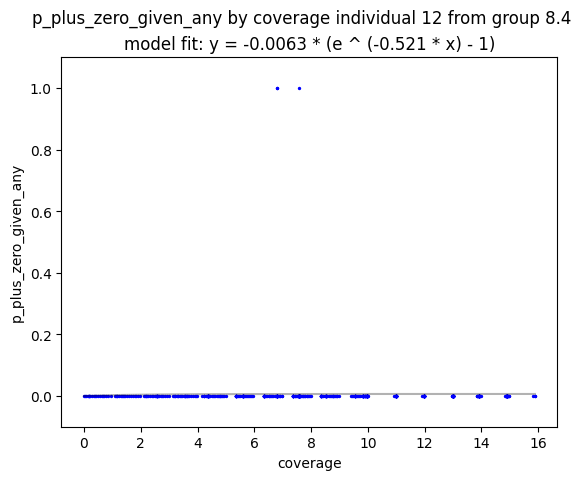 p_plus_zero_given_any by coverage individual 12 from group 8.4
model fit: y = -0.0063 * (e ^ (-0.521 * x) - 1)
p_plus_zero_given_any
1.0
0.8
0.6
0.4
0.2
0.0
0 2 4 6 8 10 12 14 16
coverage